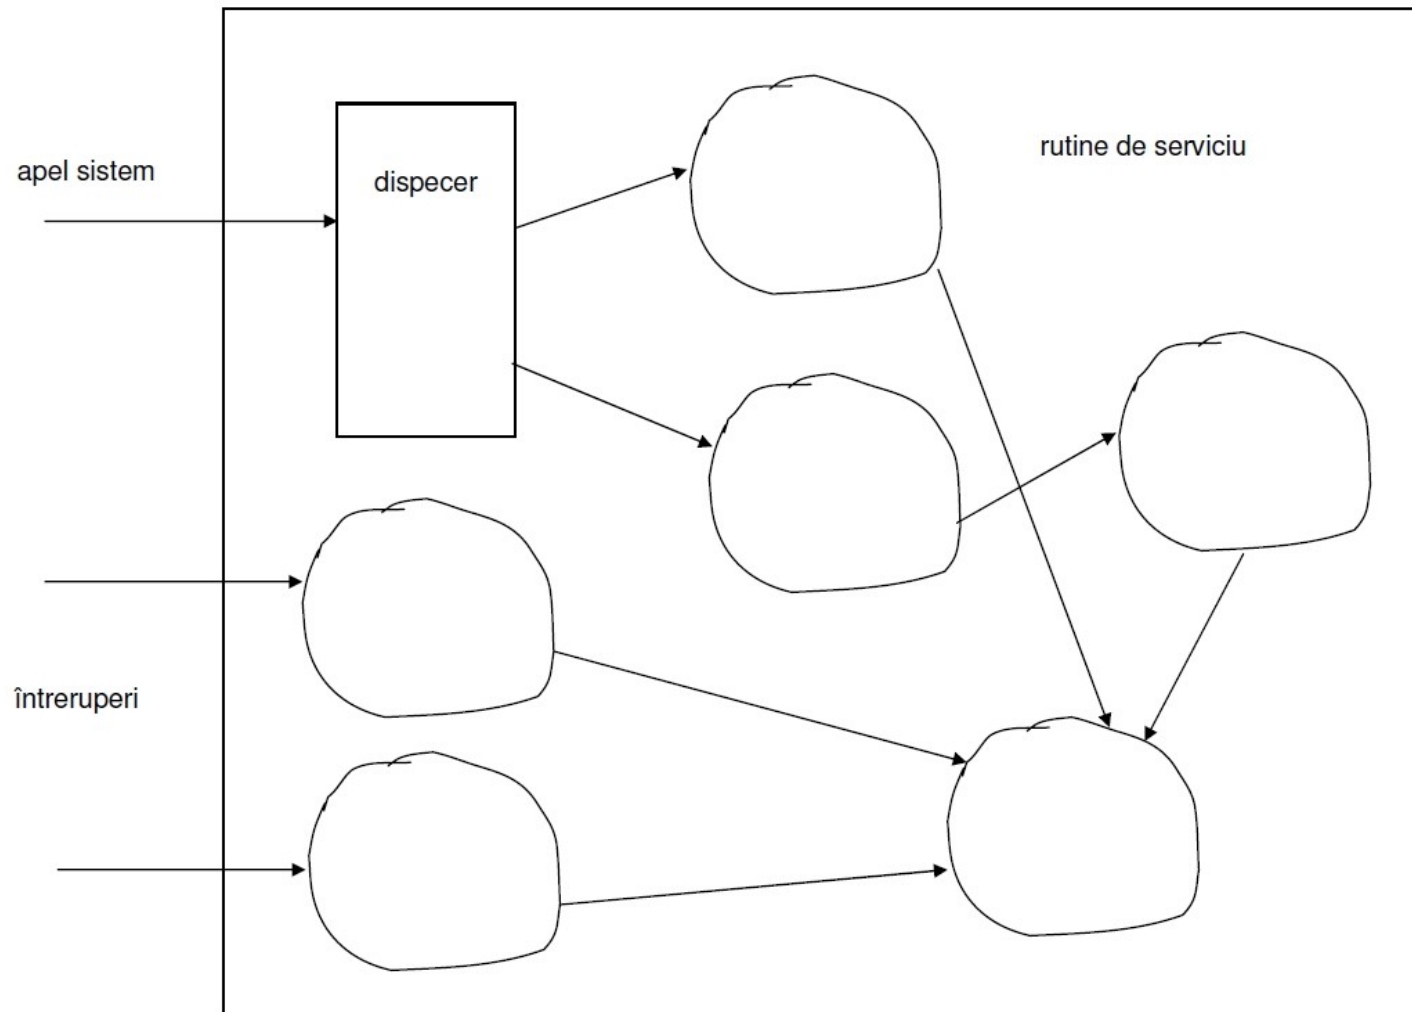 apel sistem
dispecer
rutine de serviciu
întreruperi